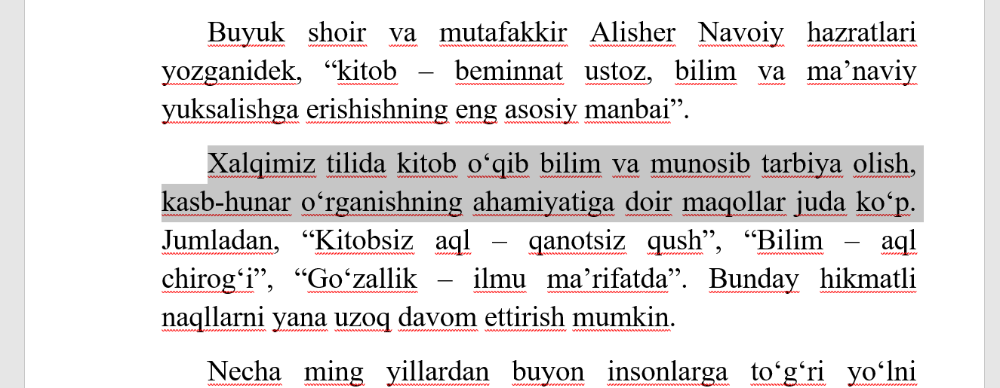 Buyuk shoir va mutafakkir Alisher Navoiy hazratlari
yozganidek, “kitob – beminnat ustoz, bilim va ma’naviy
yuksalishga erishishning eng asosiy manbai”.
Xalqimiz tilida kitob o‘qib bilim va munosib tarbiya olish,
kasb-hunar o‘rganishning ahamiyatiga doir maqollar juda ko‘p.
Jumladan, “Kitobsiz aql – qanotsiz qush”, “Bilim – aql
chirog‘i”, “Go‘zallik – ilmu ma’rifatda”. Bunday hikmatli
naqllarni yana uzoq davom ettirish mumkin.
Necha ming yillardan buyon insonlarga to‘g‘ri yo‘lni